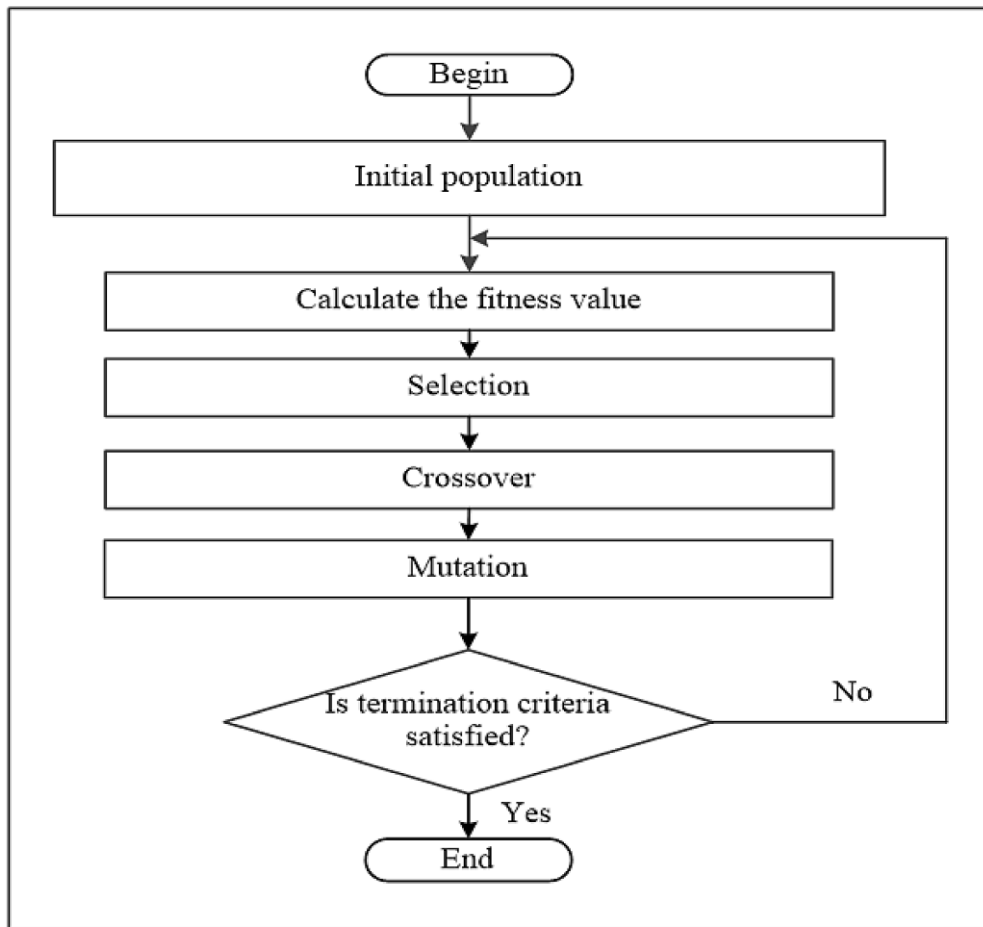 Begin
Initial population
Calculate the fitness value
Selection
Crossover
Mutation
Is termination criteria
satisfied?
No
Yes
End